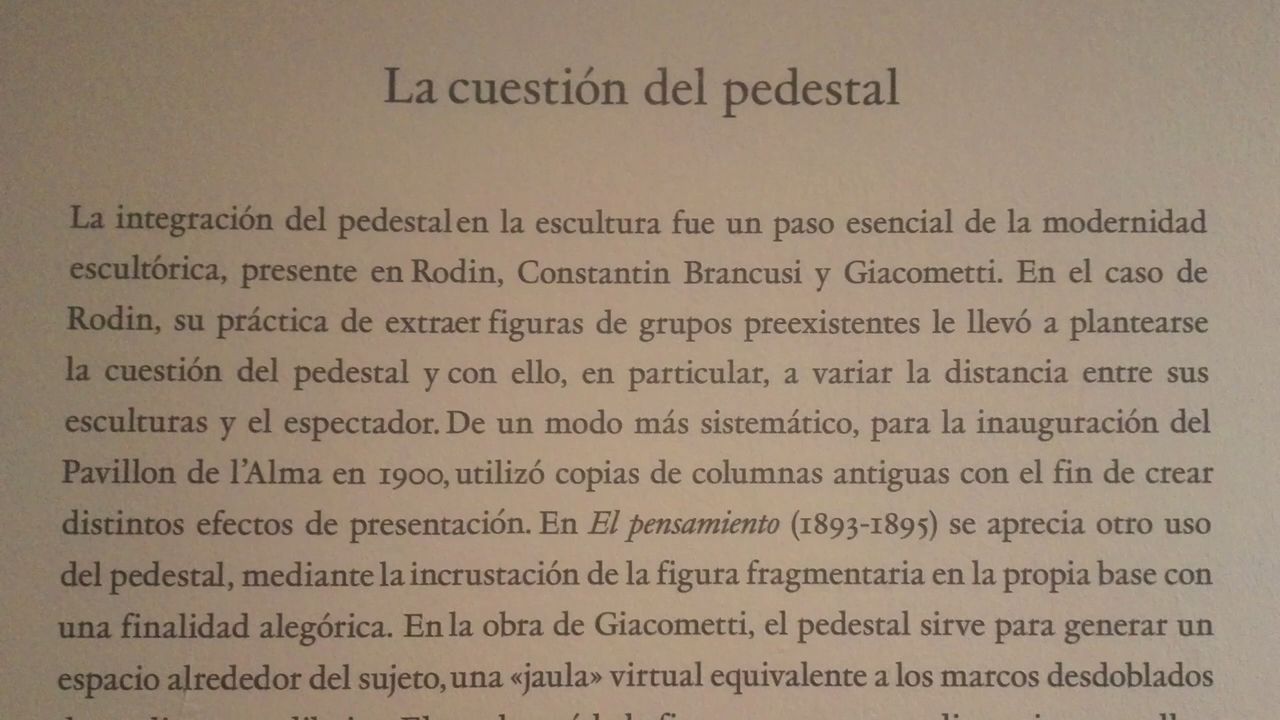 La cuestión del pedestal
La integración del pedestal en la escultura fue un paso esencial de la modernidad
escultórica, presente en Rodin, Constantin Brancusi y Giacometti. En el caso de
Rodin, su práctica de extraer figuras de grupos preexistentes le llevó a plantearse
la cuestión del pedestal y con ello, en particular, a variar la distancia entre sus
esculturas y el espectador. De un modo más sistemático, para la inauguración del
Pavillon de l’Alma en 1900, utilizó copias de columnas antiguas con el fin de crear
distintos efectos de presentación. En El pensamiento (1893-1895) se aprecia otro uso
del pedestal, mediante la incrustación de la figura fragmentaria en la propia base con
una finalidad alegórica. En la obra de Giacometti, el pedestal sirve para generar un
espacio alrededor del sujeto, una «jaula» virtual equivalente a los marcos desdoblados